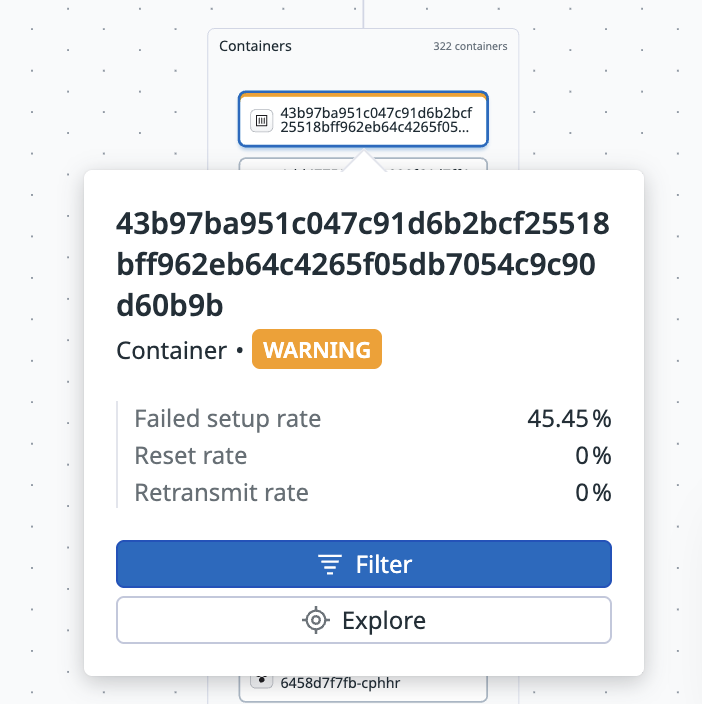 Containers
322 containers
43b97ba951c047c91d6b2bcf
25518bff962eb64c4265f05...
43b97ba951c047c91d6b2bcf25518
bff962eb64c4265f05db7054c9c90
d60b9b
Container • WARNING
Failed setup rate 45.45 %
Reset rate 0 %
Retransmit rate 0 %
Filter
Explore
6458d7f7fb-cphhr